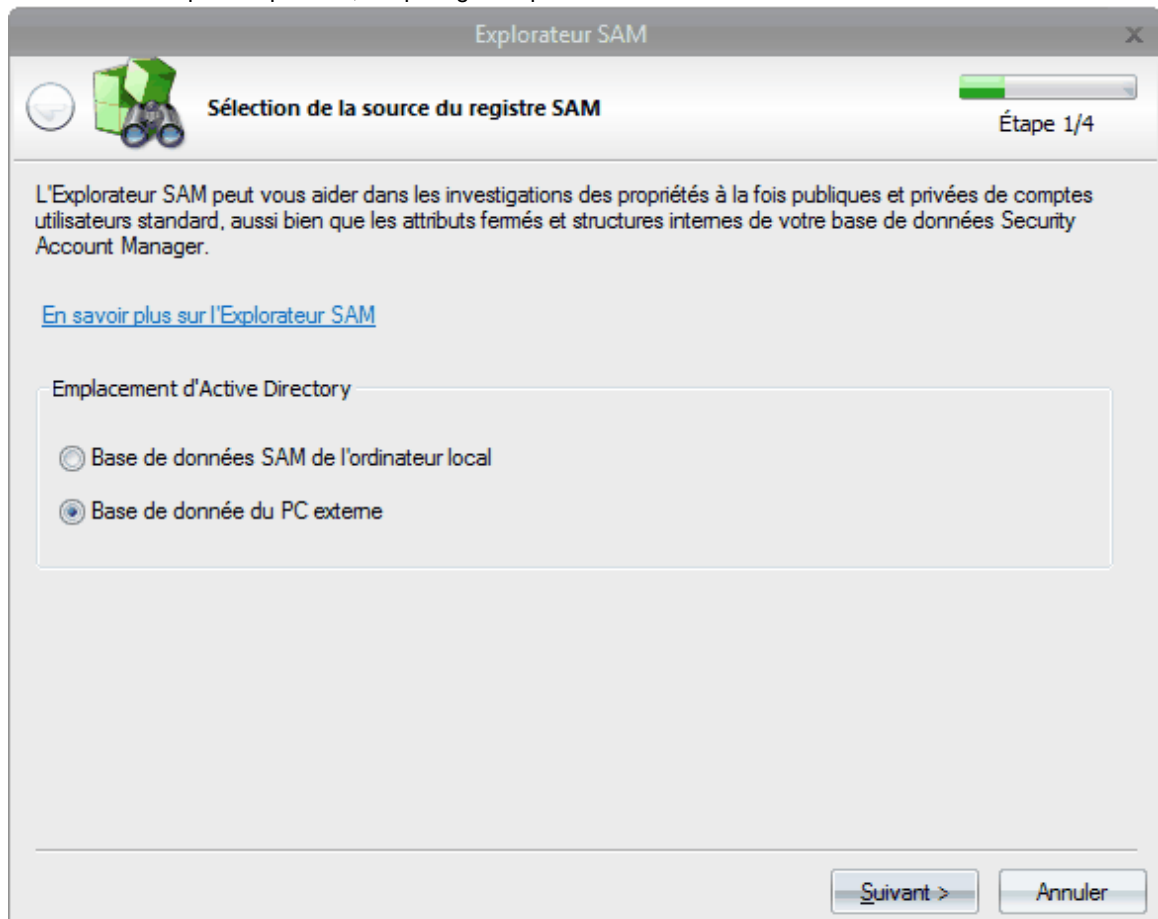 Explorateur SAM
Sélection de la source du registre SAM
Étape 1/4
L'Explorateur SAM peut vous aider dans les investigations des propriétés à la fois publiques et privées de comptes
utilisateurs standard, aussi bien que les attributs fermés et structures internes de votre base de données Security
Account Manager.
En savoir plus sur l'Explorateur SAM
Emplacement d'Active Directory
Base de données SAM de l'ordinateur local
Base de donnée du PC externe
Suivant >
Annuler